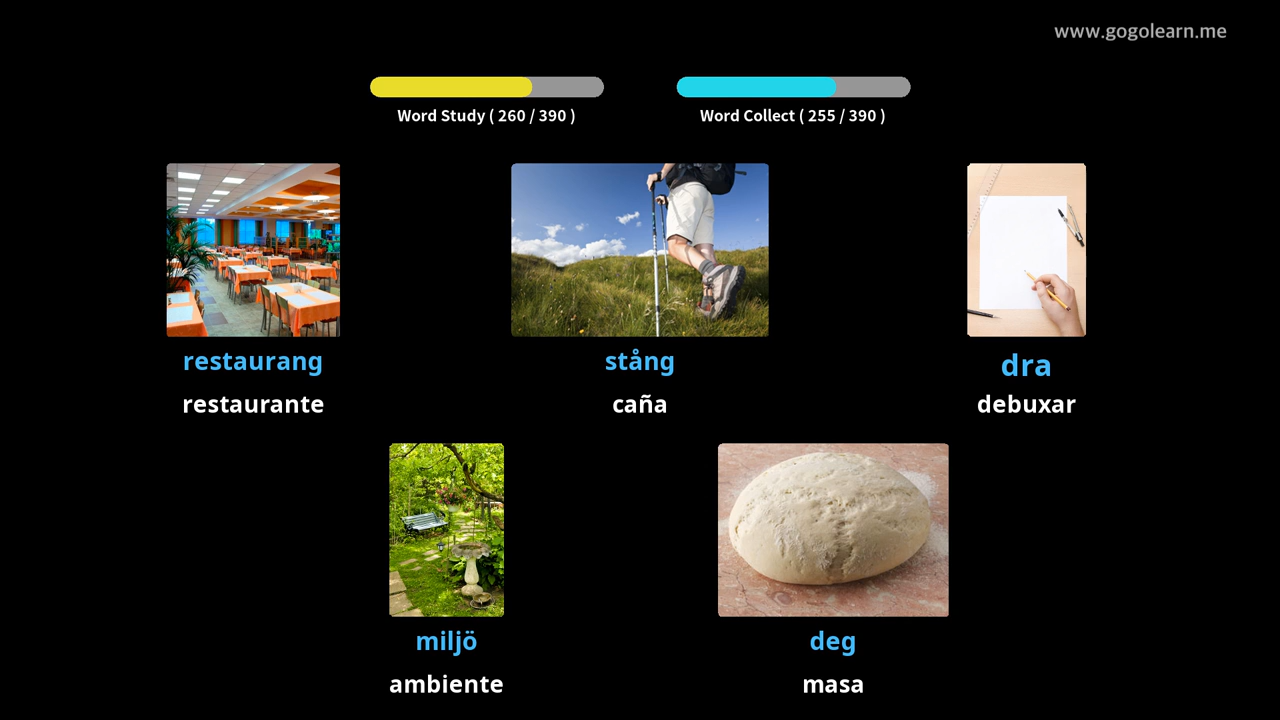 www.gogolearn.me
Word Study ( 260 / 390 )
Word Collect ( 255 / 390 )
restaurang
stång
dra
restaurante
caña
debuxar
miljö
deg
ambiente
masa